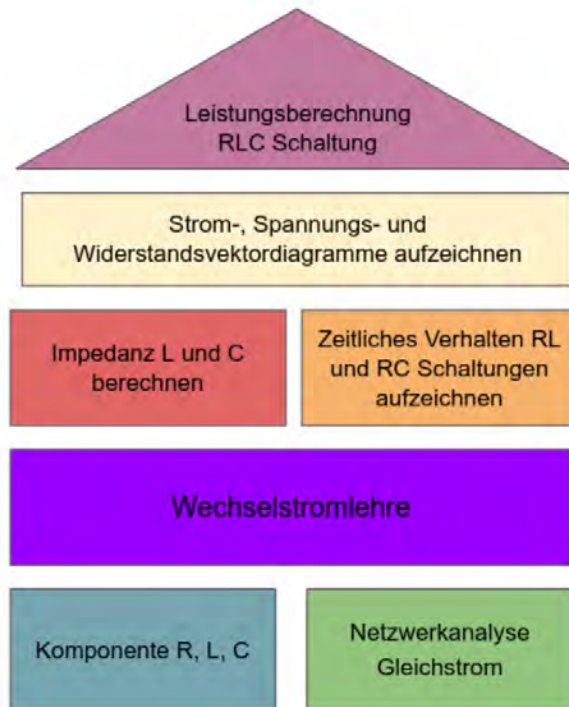 Leistungsberechnung
RLC Schaltung
Strom-, Spannungs- und
Widerstandsvektordiagramme aufzeichnen
Impedanz L und C
berechnen
Zeitliches Verhalten RL
und RC Schaltungen
aufzeichnen
Wechselstromlehre
Komponente R, L, C
Netzwerkanalyse
Gleichstrom